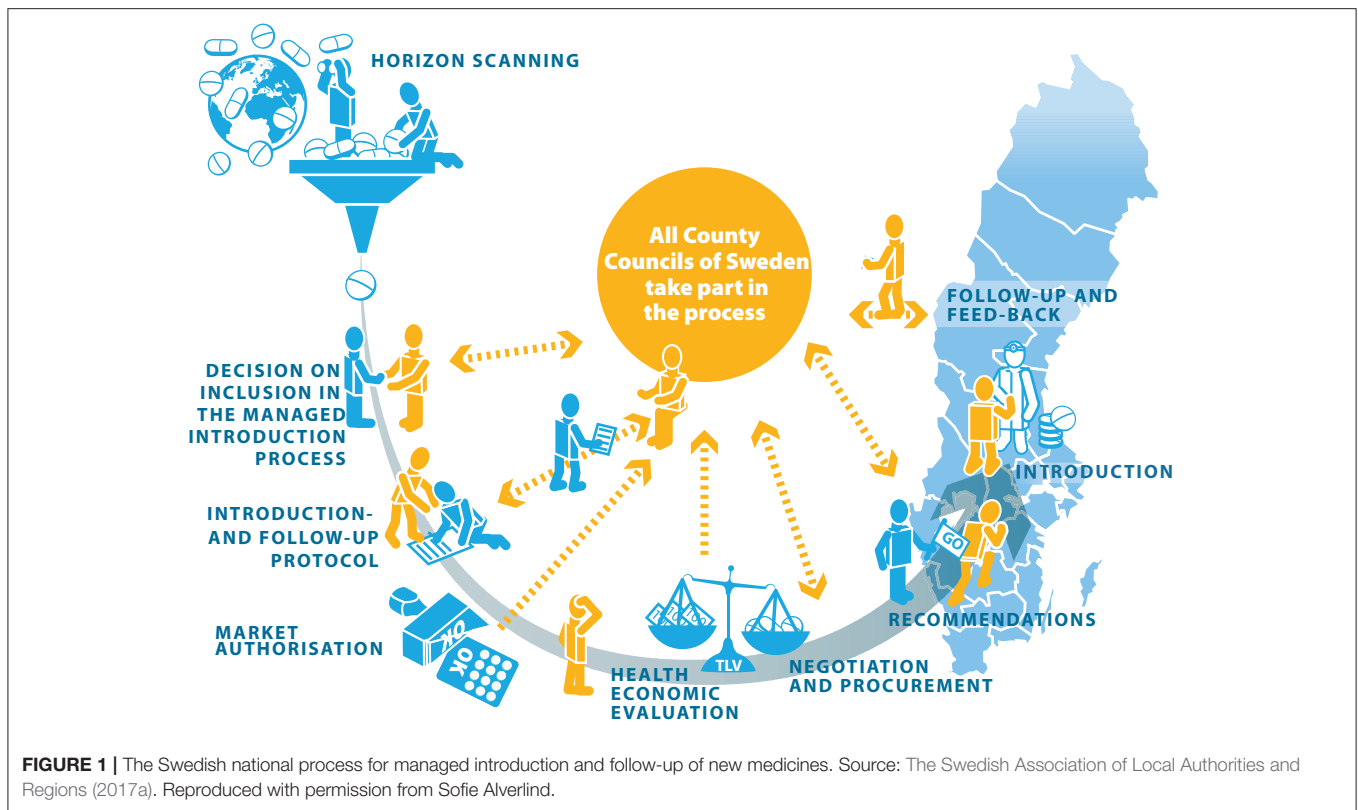 HORIZON SCANNING
All County
Councils of Sweden
take part in
the process
FOLLOW-UP AND
FEED-BACK
DECISION ON
INCLUSION IN
THE MANAGED
INTRODUCTION
PROCESS
INTRODUCTION
INTRODUCTION-
AND FOLLOW-UP
PROTOCOL
GO
RECOMMENDATIONS
MARKET
AUTHORISATION
OK
OK
TLV
HEALTH
ECONOMIC
EVALUATION
NEGOTIATION
AND PROCUREMENT
FIGURE 1 | The Swedish national process for managed introduction and follow-up of new medicines. Source: The Swedish Association of Local Authorities and
Regions (2017a). Reproduced with permission from Sofie Alverlind.